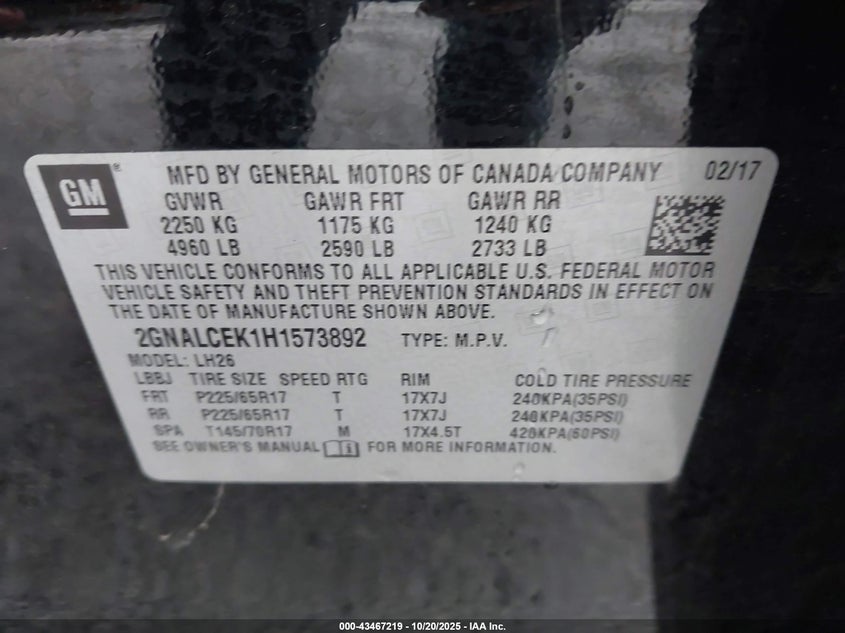 GM
MFD BY GENERAL MOTORS OF CANADA COMPANY 02/17
GVWR GAWR FRT GAWR RR
2250 KG 1175 KG 1240 KG
4960 LB 2590 LB 2733 LB
THIS VEHICLE CONFORMS TO ALL APPLICABLE U.S. FEDERAL MOTOR
VEHICLE SAFETY AND THEFT PREVENTION STANDARDS IN EFFECT ON
THE DATE OF MANUFACTURE SHOWN ABOVE.
2GNALCEK1H1573892 TYPE: M.P.V.
MODEL: LH26
LBBJ TIRE SIZE SPEED RTG RIM COLD TIRE PRESSURE
FRT P225/65R17 T 17X7J 240KPA(35PSI)
RR P225/65R17 T 17X7J 240KPA(35PSI)
SPA T145/70R17 M 17X4.5T 420KPA(60PSI)
SEE OWNER'S MANUAL FOR MORE INFORMATION.
000-43467219 - 10/20/2025 - IAA Inc.